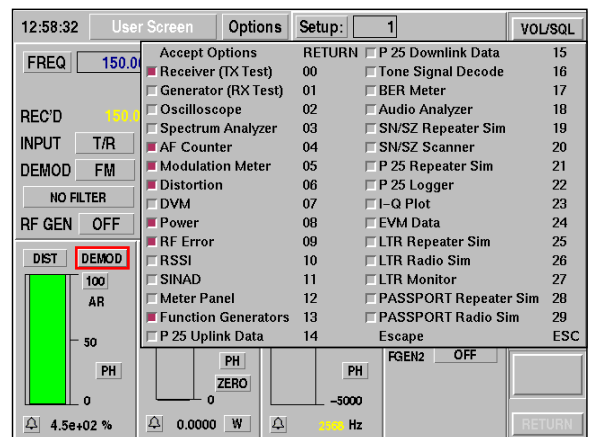 12:58:32 User Screen Options Setup: 1 VOL/SQL
FREQ 150.0
REC'D 150.0
INPUT T/R
DEMOD FM
NO FILTER
RF GEN OFF
Accept Options RETURN
Receiver (TX Test) 00
Generator (RX Test) 01
Oscilloscope 02
Spectrum Analyzer 03
AF Counter 04
Modulation Meter 05
Distortion 06
DVM 07
Power 08
RF Error 09
RSSI 10
SINAD 11
Meter Panel 12
Function Generators 13
P 25 Uplink Data 14
P 25 Downlink Data 15
Tone Signal Decode 16
BER Meter 17
Audio Analyzer 18
SN/SZ Repeater Sim 19
SN/SZ Scanner 20
P 25 Repeater Sim 21
P 25 Logger 22
I-Q Plot 23
EVM Data 24
LTR Repeater Sim 25
LTR Radio Sim 26
LTR Monitor 27
PASSPORT Repeater Sim 28
PASSPORT Radio Sim 29
Escape ESC
DIST DEMOD
100
AR
50
PH
0
4.5e+02 %
PH
ZERO
0
0.0000 W
PH
-5000
2568 Hz
FGEN2 OFF
RETURN